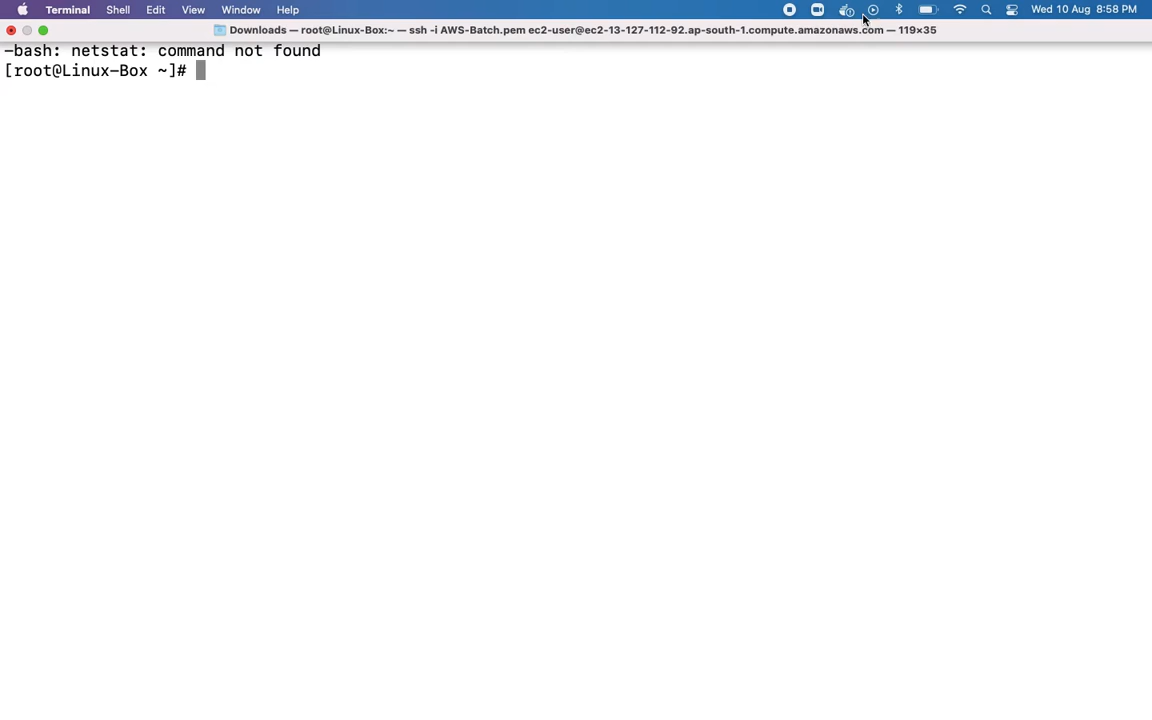 Terminal Shell Edit View Window Help Wed 10 Aug 8:58 PM
Downloads — root@Linux-Box:~ — ssh -i AWS-Batch.pem ec2-user@ec2-13-127-112-92.ap-south-1.compute.amazonaws.com — 119×35
-bash: netstat: command not found
[root@Linux-Box ~]#